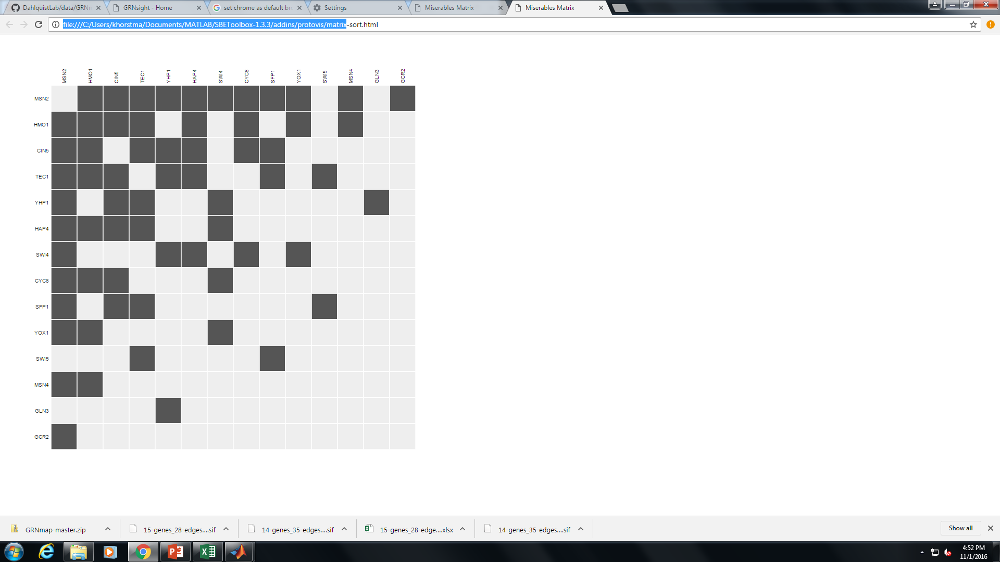 DahlquistLab/data/GRNm
GRNsight - Home
set chrome as default bro
Settings
Miserables Matrix
Miserables Matrix
file:///C:/Users/khorstma/Documents/MATLAB/SBEToolbox-1.3.3/addins/protovis/matrix-sort.html
MSN2 HMO1 CIN5 TEC1 YHP1 HAP4 SWI4 CYC8 SFP1 YOX1 SWI5 MSN4 GLN3 GCR2
MSN2
HMO1
CIN5
TEC1
YHP1
HAP4
SWI4
CYC8
SFP1
YOX1
SWI5
MSN4
GLN3
GCR2
GRNmap-master.zip
15-genes_28-edges....sif
14-genes_35-edges....sif
15-genes_28-edge....xlsx
14-genes_35-edges....sif
Show all
4:52 PM
11/1/2016